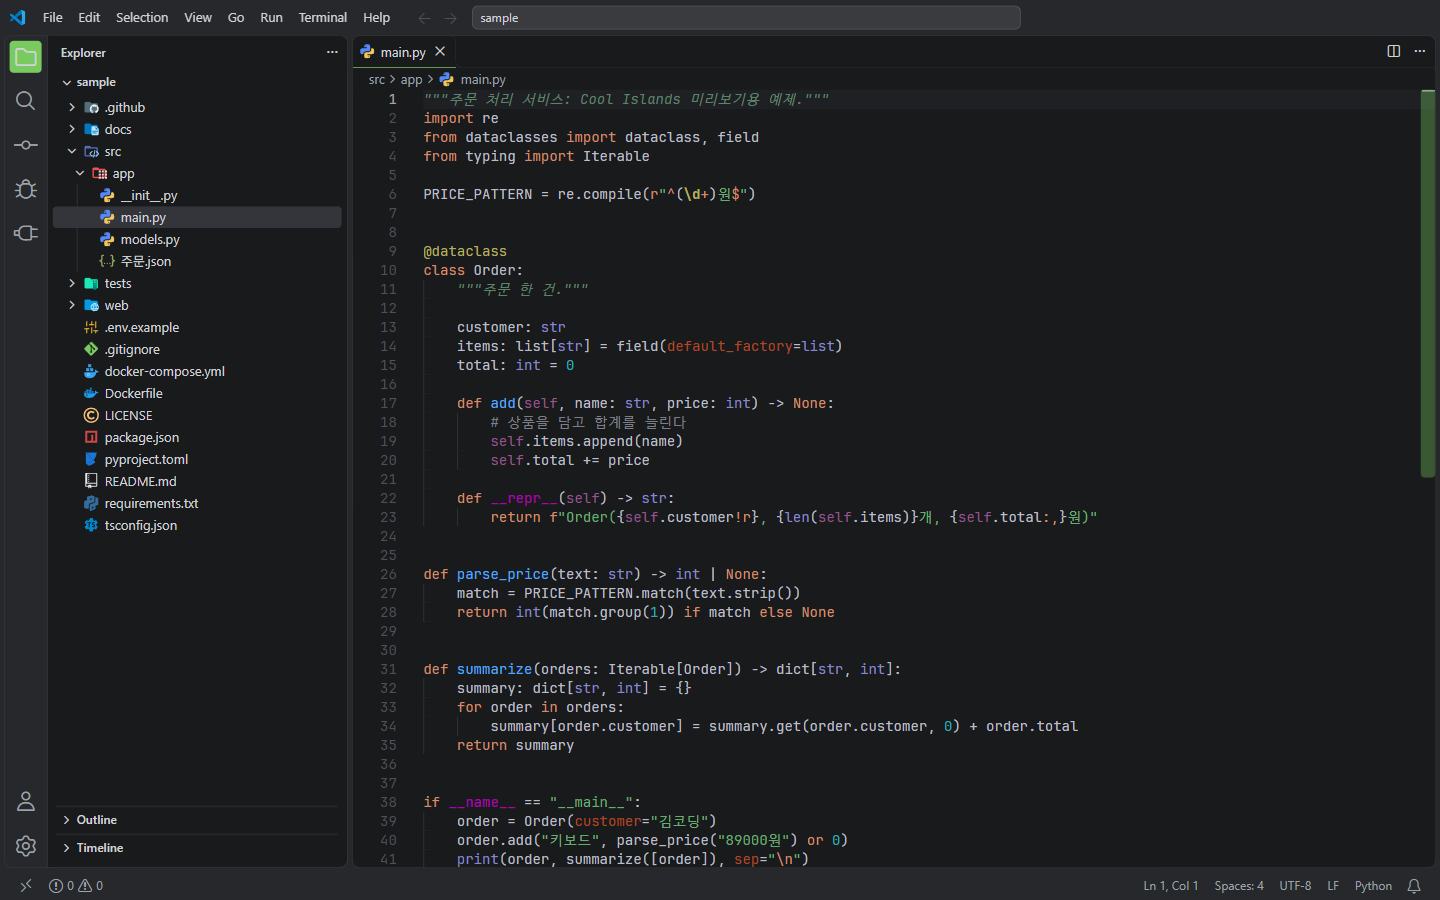 File Edit Selection View Go Run Terminal Help
sample
Explorer
sample
.github
docs
src
app
__init__.py
main.py
models.py
{..} 주문.json
tests
web
.env.example
.gitignore
docker-compose.yml
Dockerfile
LICENSE
package.json
pyproject.toml
README.md
requirements.txt
tsconfig.json
Outline
Timeline
main.py
src > app > main.py
1 """주문 처리 서비스: Cool Islands 미리보기용 예제."""
2 import re
3 from dataclasses import dataclass, field
4 from typing import Iterable
5
6 PRICE_PATTERN = re.compile(r"^(\d+)원$")
7
8
9 @dataclass
10 class Order:
11     """주문 한 건."""
12
13     customer: str
14     items: list[str] = field(default_factory=list)
15     total: int = 0
16
17     def add(self, name: str, price: int) -> None:
18         # 상품을 담고 합계를 늘린다
19         self.items.append(name)
20         self.total += price
21
22     def __repr__(self) -> str:
23         return f"Order({self.customer!r}, {len(self.items)}개, {self.total:,}원)"
24
25
26 def parse_price(text: str) -> int | None:
27     match = PRICE_PATTERN.match(text.strip())
28     return int(match.group(1)) if match else None
29
30
31 def summarize(orders: Iterable[Order]) -> dict[str, int]:
32     summary: dict[str, int] = {}
33     for order in orders:
34         summary[order.customer] = summary.get(order.customer, 0) + order.total
35     return summary
36
37
38 if __name__ == "__main__":
39     order = Order(customer="김코딩")
40     order.add("키보드", parse_price("89000원") or 0)
41     print(order, summarize([order]), sep="\n")
0 0
Ln 1, Col 1 Spaces: 4 UTF-8 LF Python